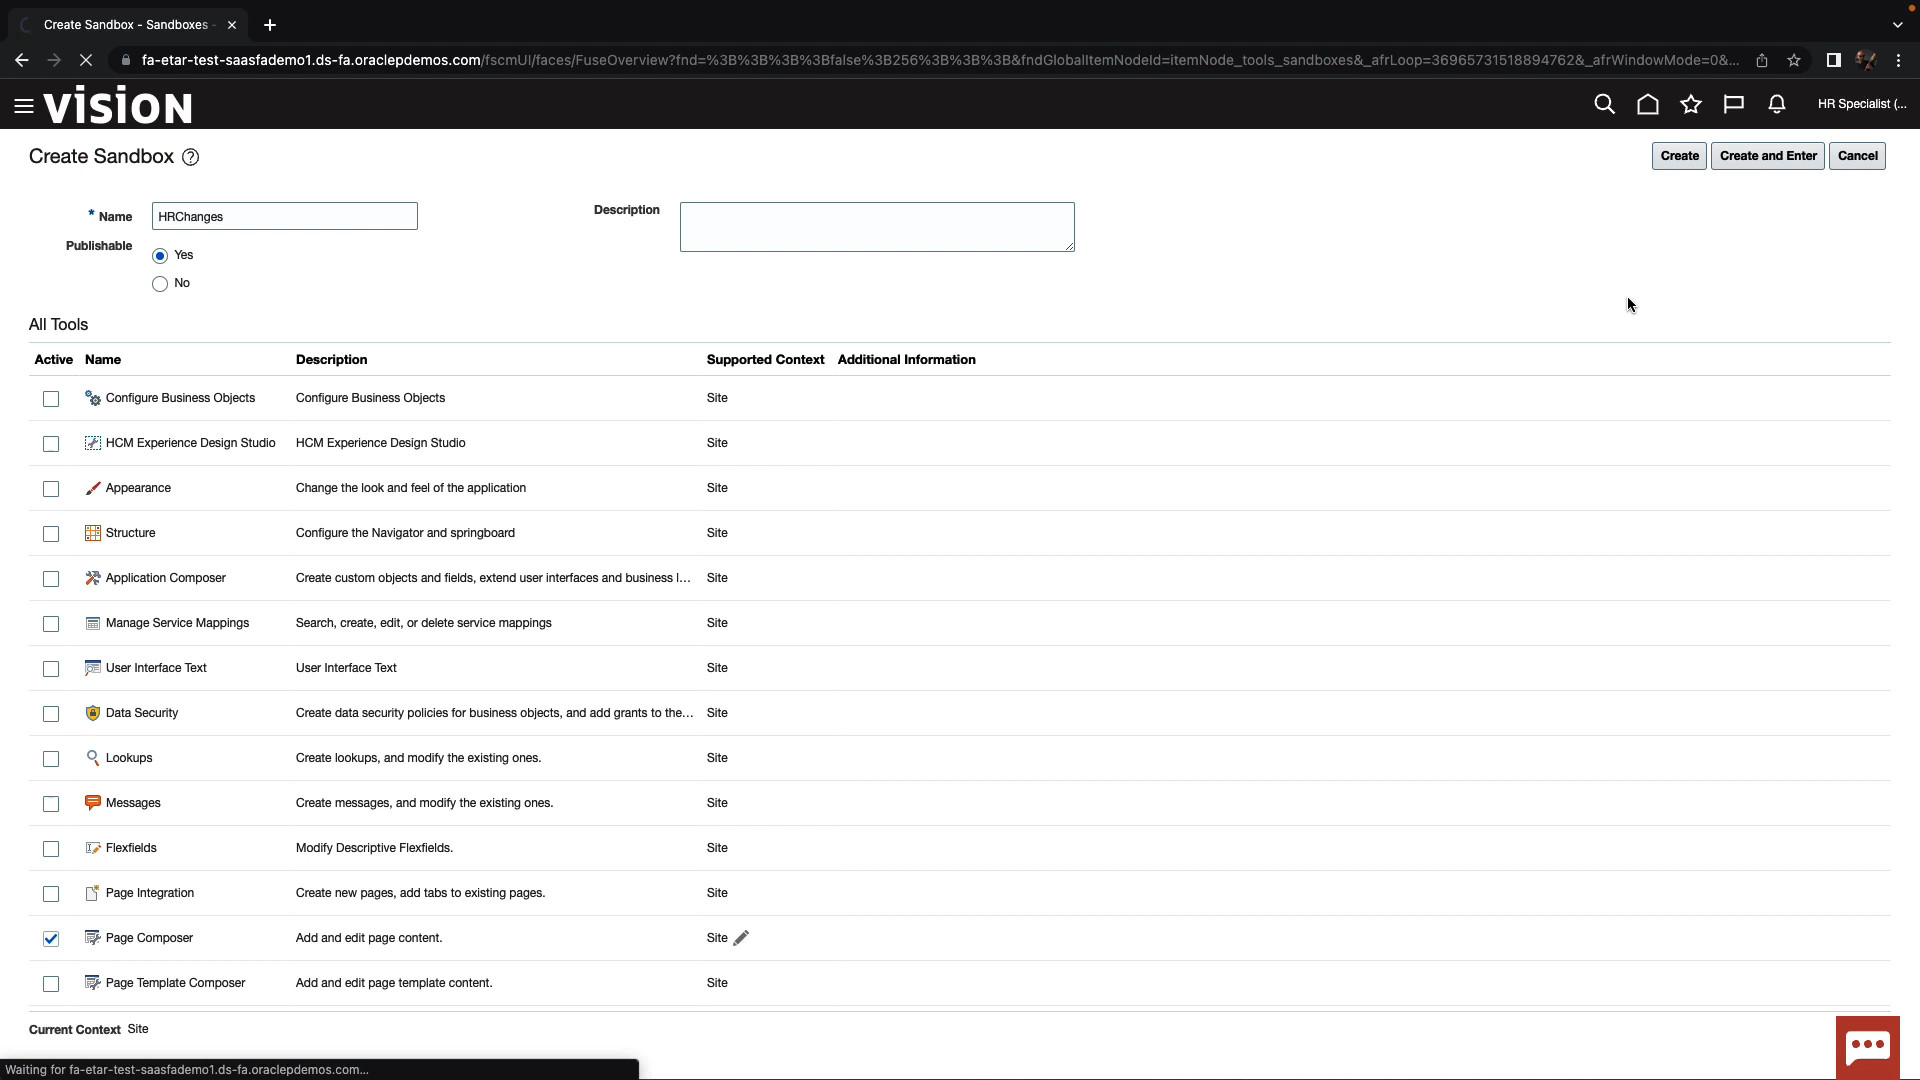 Create Sandbox - Sandboxes -
fa-etar-test-saasfademo1.ds-fa.oraclepdemos.com/fscmUI/faces/FuseOverview?fnd=%3B%3B%3B%3Bfalse%3B256%3B%3B%3B&fndGlobalItemNodeId=itemNode_tools_sandboxes&_afrLoop=36965731518894762&_afrWindowMode=0&...
VISION
HR Specialist (...
Create Sandbox ?
Create
Create and Enter
Cancel
* Name HRChanges
Description
Publishable
Yes
No
All Tools
Active Name Description Supported Context Additional Information
Configure Business Objects Configure Business Objects Site
HCM Experience Design Studio HCM Experience Design Studio Site
Appearance Change the look and feel of the application Site
Structure Configure the Navigator and springboard Site
Application Composer Create custom objects and fields, extend user interfaces and business l... Site
Manage Service Mappings Search, create, edit, or delete service mappings Site
User Interface Text User Interface Text Site
Data Security Create data security policies for business objects, and add grants to the... Site
Lookups Create lookups, and modify the existing ones. Site
Messages Create messages, and modify the existing ones. Site
Flexfields Modify Descriptive Flexfields. Site
Page Integration Create new pages, add tabs to existing pages. Site
Page Composer Add and edit page content. Site
Page Template Composer Add and edit page template content. Site
Current Context Site
Waiting for fa-etar-test-saasfademo1.ds-fa.oraclepdemos.com...